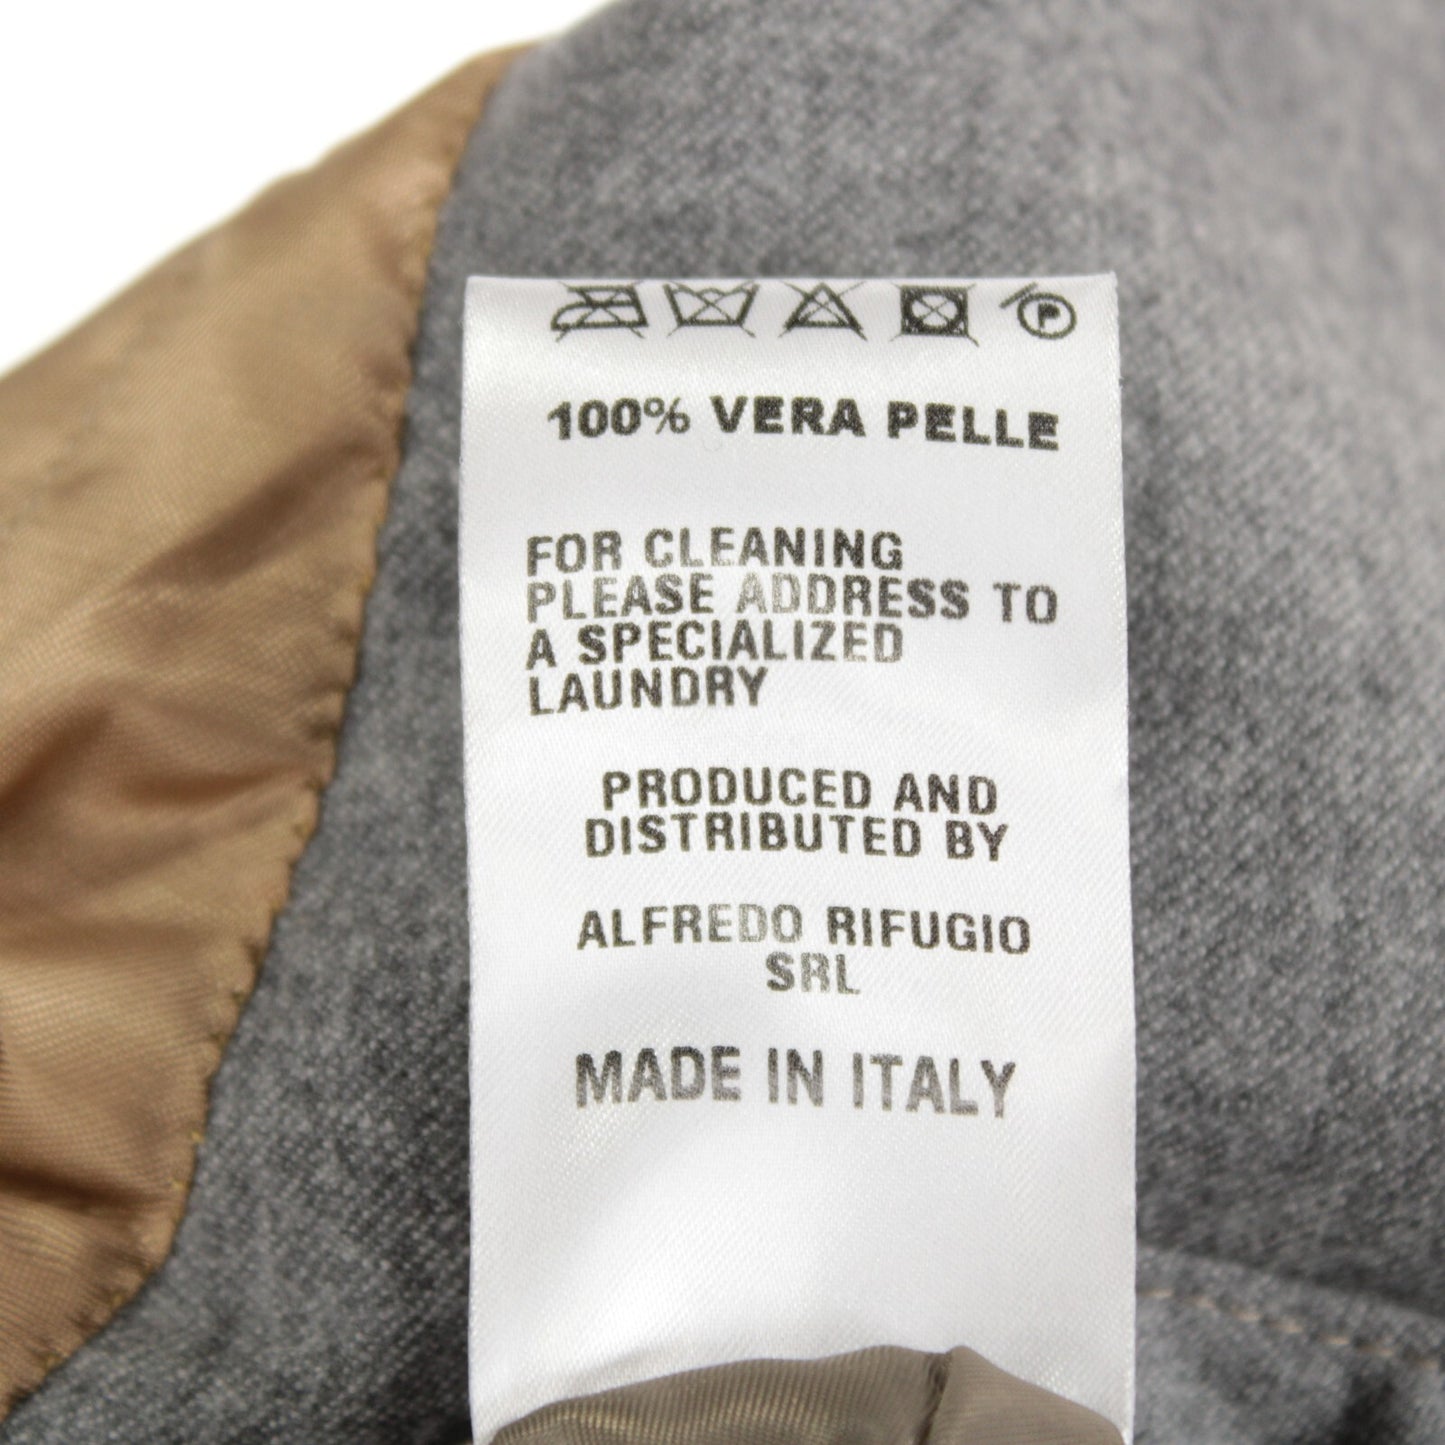 P
100% VERA PELLE
FOR CLEANING
PLEASE ADDRESS TO
A SPECIALIZED
LAUNDRY
PRODUCED AND
DISTRIBUTED BY
ALFREDO RIFUGIO
SRL
MADE IN ITALY